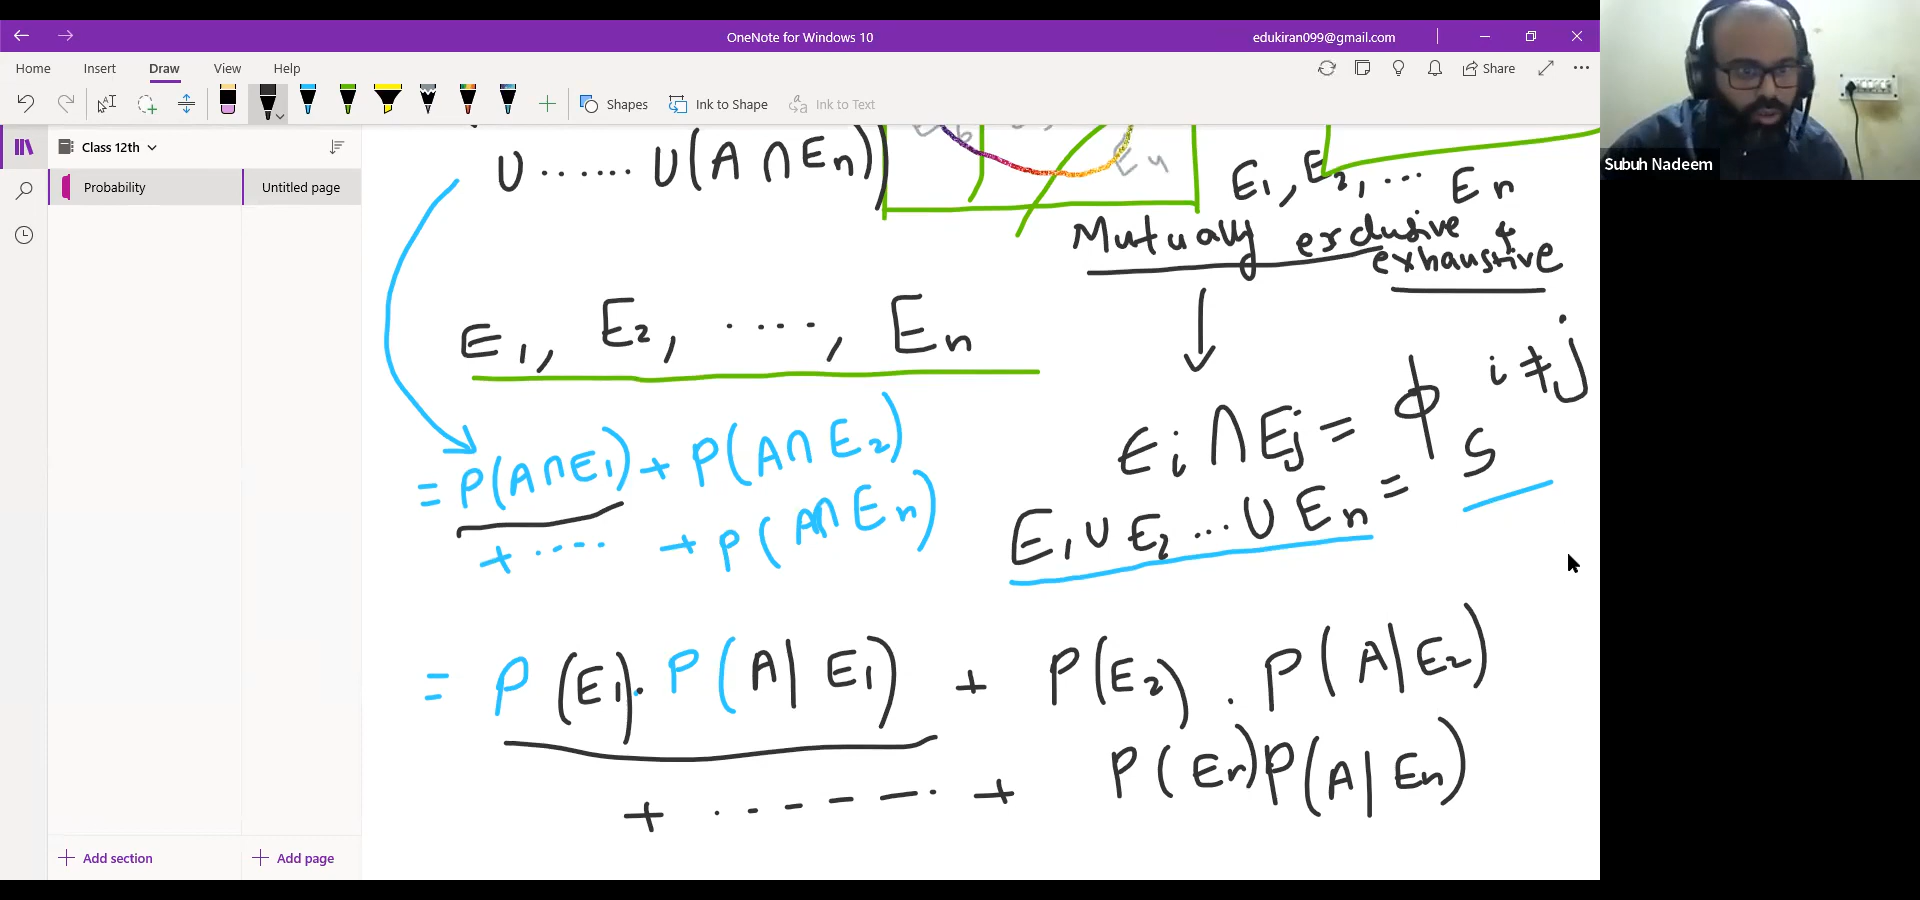 OneNote for Windows 10
edukiran099@gmail.com
Home Insert Draw View Help
Share
Shapes
Ink to Shape
Ink to Text
Class 12th
Probability
Untitled page
Subuh Nadeem
∪ ...... ∪(A ∩ En)
E4
E1, E2, ... En
Mutually exclusive &
exhaustive
E1, E2, ...., En
Ei ∩ Ej = ϕ i ≠ j
E1 ∪ E2 ... ∪ En = S
= P(A∩E1) + P(A∩E2)
+ ..... + P(A∩En)
= P(E1) . P(A|E1) + P(E2) . P(A|E2)
+ . - - - - . + P(En)P(A|En)
+ Add section
+ Add page